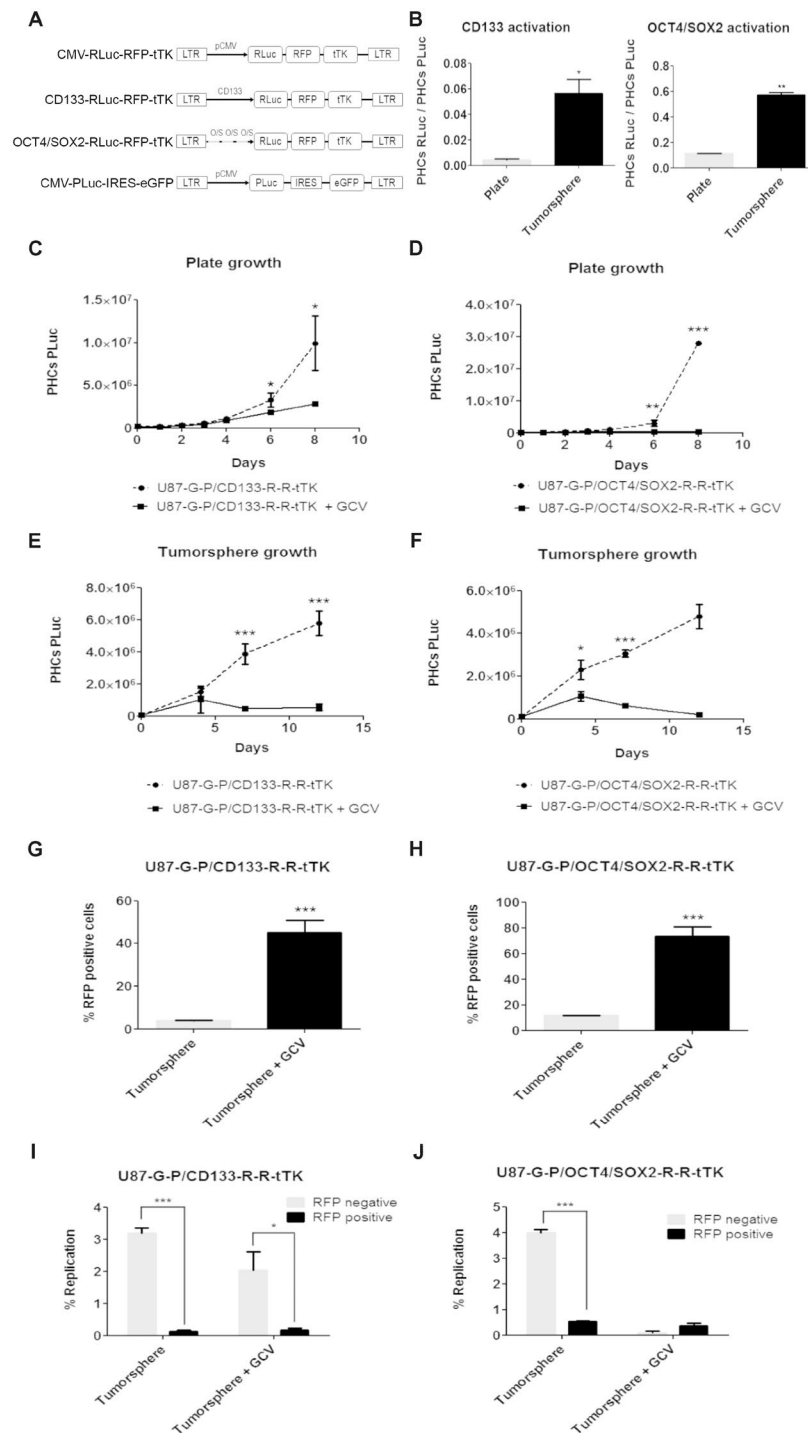 A
CMV-RLuc-RFP-tTK LTR pCMV RLuc RFP tTK LTR
CD133-RLuc-RFP-tTK LTR CD133 RLuc RFP tTK LTR
OCT4/SOX2-RLuc-RFP-tTK LTR O/S O/S O/S RLuc RFP tTK LTR
CMV-PLuc-IRES-eGFP LTR pCMV PLuc IRES eGFP LTR
B
CD133 activation
PHCs RLuc / PHCs PLuc
0.08
0.06
0.04
0.02
0.00
*
Plate
Tumorsphere
OCT4/SOX2 activation
PHCs RLuc / PHCs PLuc
0.8
0.6
0.4
0.2
0.0
**
Plate
Tumorsphere
C
Plate growth
PHCs PLuc
1.5×10⁷
1.0×10⁷
5.0×10⁶
0
* *
0 2 4 6 8 10
Days
U87-G-P/CD133-R-R-tTK
U87-G-P/CD133-R-R-tTK + GCV
D
Plate growth
PHCs PLuc
4.0×10⁷
3.0×10⁷
2.0×10⁷
1.0×10⁷
0
** ***
0 2 4 6 8 10
Days
U87-G-P/OCT4/SOX2-R-R-tTK
U87-G-P/OCT4/SOX2-R-R-tTK + GCV
E
Tumorsphere growth
PHCs PLuc
8.0×10⁶
6.0×10⁶
4.0×10⁶
2.0×10⁶
0
*** ***
0 5 10 15
Days
U87-G-P/CD133-R-R-tTK
U87-G-P/CD133-R-R-tTK + GCV
F
Tumorsphere growth
PHCs PLuc
6.0×10⁶
4.0×10⁶
2.0×10⁶
0
* ***
0 5 10 15
Days
U87-G-P/OCT4/SOX2-R-R-tTK
U87-G-P/OCT4/SOX2-R-R-tTK + GCV
G
U87-G-P/CD133-R-R-tTK
% RFP positive cells
60
40
20
0
***
Tumorsphere
Tumorsphere + GCV
H
U87-G-P/OCT4/SOX2-R-R-tTK
% RFP positive cells
100
80
60
40
20
0
***
Tumorsphere
Tumorsphere + GCV
I
U87-G-P/CD133-R-R-tTK
% Replication
4
3
2
1
0
***
*
RFP negative
RFP positive
Tumorsphere
Tumorsphere + GCV
J
U87-G-P/OCT4/SOX2-R-R-tTK
% Replication
5
4
3
2
1
0
***
RFP negative
RFP positive
Tumorsphere
Tumorsphere + GCV